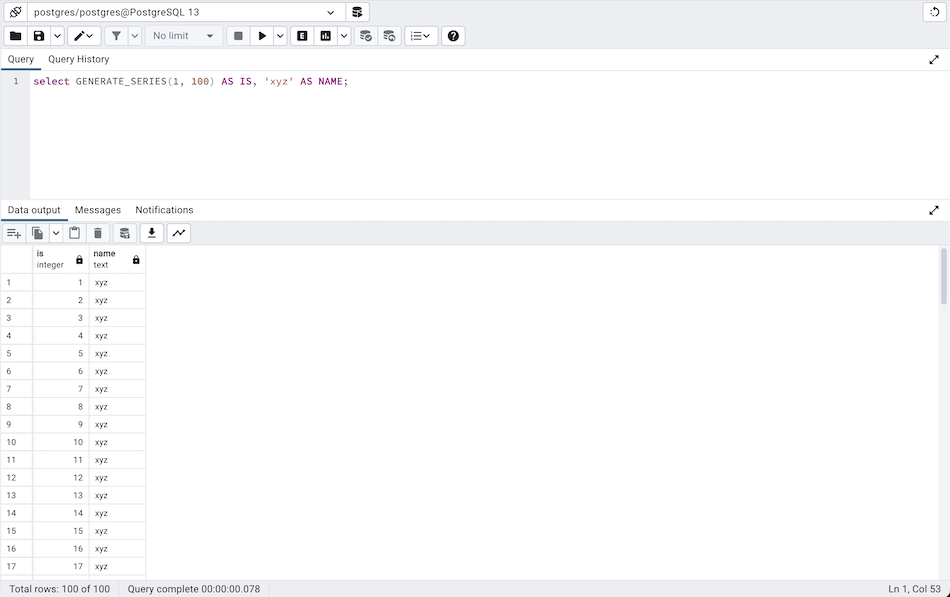 postgres/postgres@PostgreSQL 13
No limit
Query Query History
1 select GENERATE_SERIES(1, 100) AS IS, 'xyz' AS NAME;
Data output Messages Notifications
is name
integer text
1 1 xyz
2 2 xyz
3 3 xyz
4 4 xyz
5 5 xyz
6 6 xyz
7 7 xyz
8 8 xyz
9 9 xyz
10 10 xyz
11 11 xyz
12 12 xyz
13 13 xyz
14 14 xyz
15 15 xyz
16 16 xyz
17 17 xyz
Total rows: 100 of 100 Query complete 00:00:00.078 Ln 1, Col 53